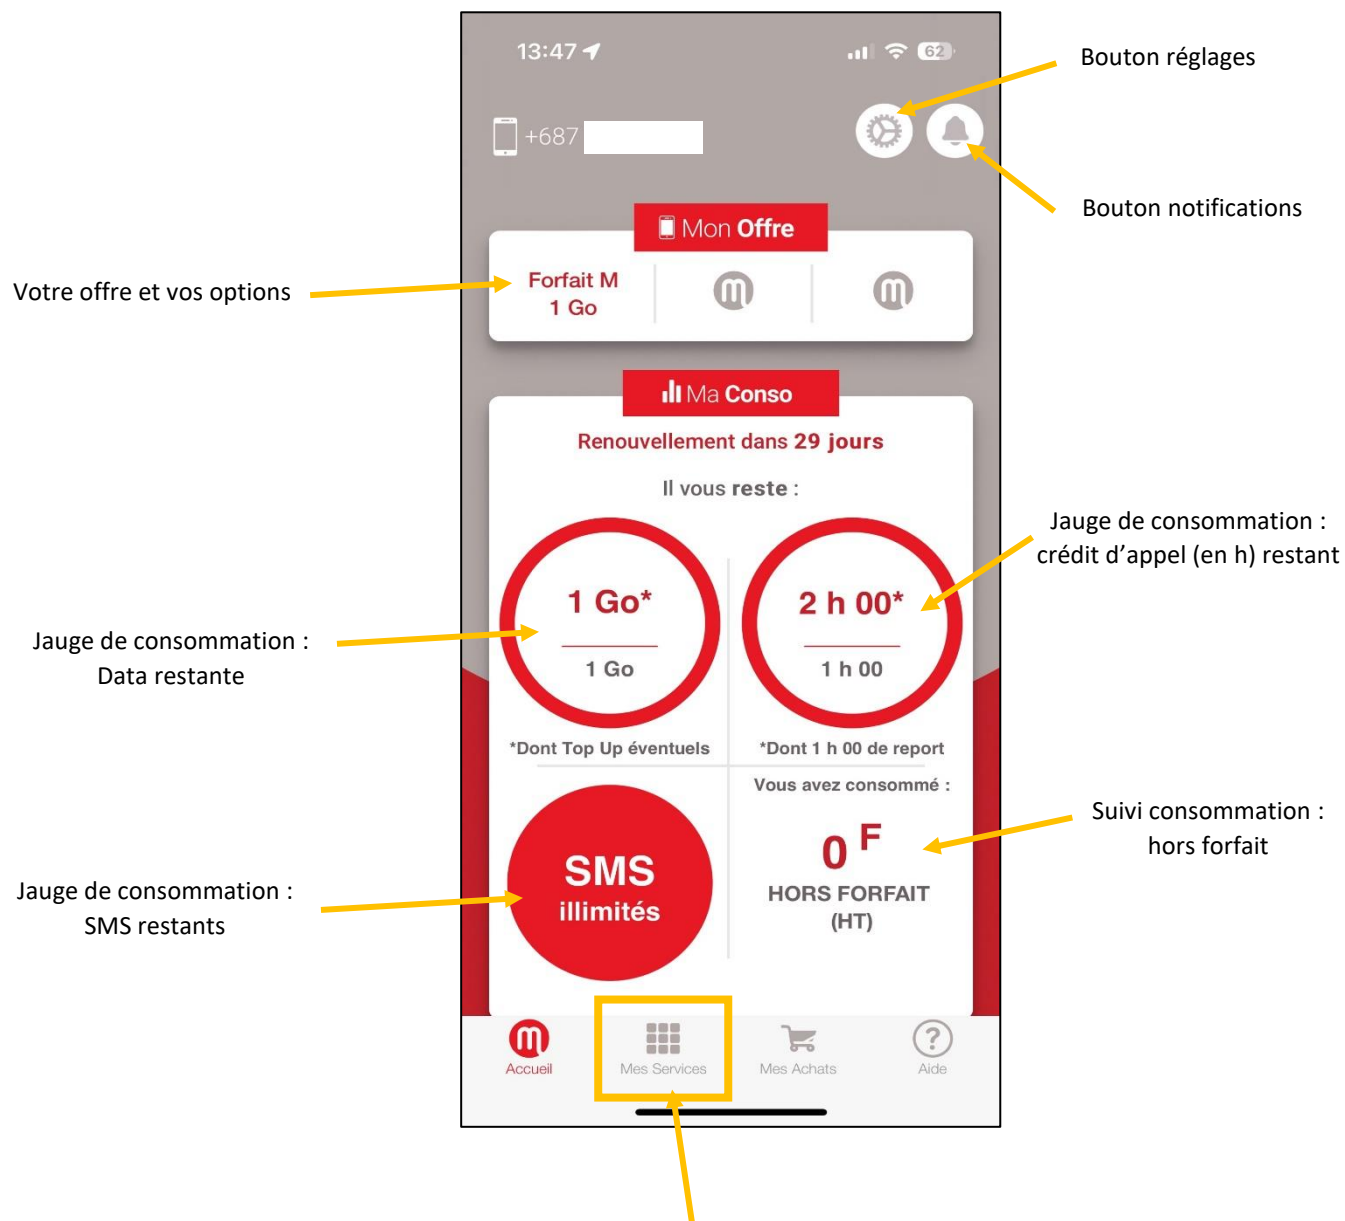 13:47
62
Bouton réglages
+687
Bouton notifications
Mon Offre
Votre offre et vos options
Forfait M
1 Go
m
m
Ma Conso
Renouvellement dans 29 jours
Il vous reste :
Jauge de consommation :
crédit d’appel (en h) restant
1 Go*
1 Go
2 h 00*
1 h 00
Jauge de consommation :
Data restante
*Dont Top Up éventuels
*Dont 1 h 00 de report
Vous avez consommé :
0 F
HORS FORFAIT
(HT)
Suivi consommation :
hors forfait
SMS
illimités
Jauge de consommation :
SMS restants
m
Accueil
Mes Services
Mes Achats
?
Aide